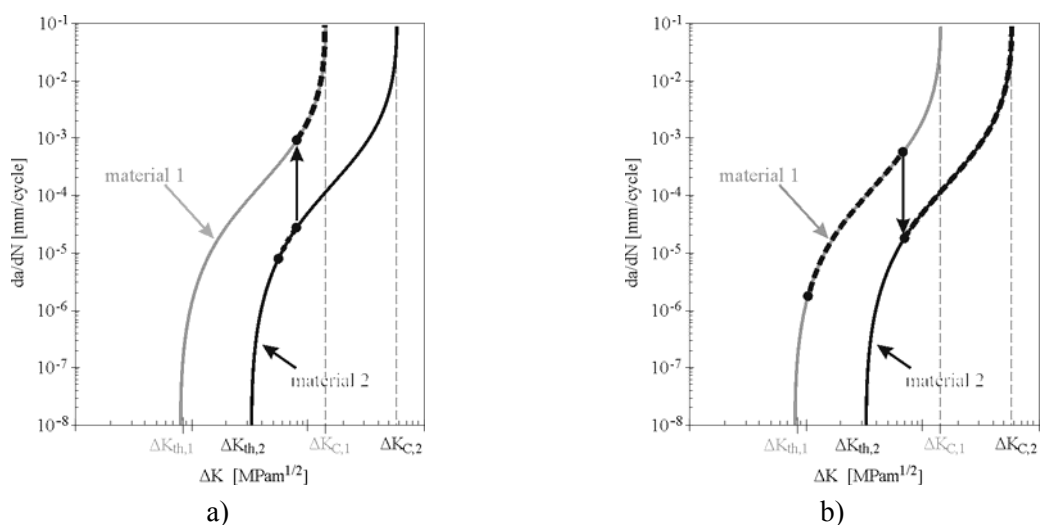 10⁻¹
10⁻²
10⁻³
10⁻⁴
10⁻⁵
10⁻⁶
10⁻⁷
10⁻⁸
da/dN [mm/cycle]
material 1
material 2
ΔK_th,1 ΔK_th,2 ΔK_C,1 ΔK_C,2
ΔK [MPam^1/2]
a)
10⁻¹
10⁻²
10⁻³
10⁻⁴
10⁻⁵
10⁻⁶
10⁻⁷
10⁻⁸
da/dN [mm/cycle]
material 1
material 2
ΔK_th,1 ΔK_th,2 ΔK_C,1 ΔK_C,2
ΔK [MPam^1/2]
b)